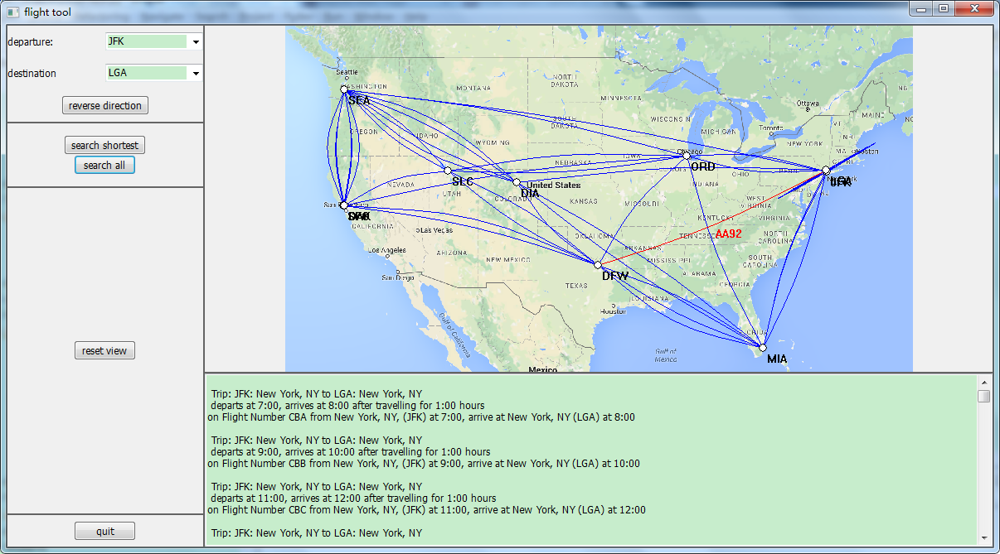 flight tool
departure:
JFK
destination
LGA
reverse direction
search shortest
search all
reset view
quit
Seattle
WASHINGTON
SEA
MONTANA
NORTH
DAKOTA
MINNESOTA
Ottawa
MAINE
NB
OREGON
IDAHO
SOUTH
DAKOTA
WISCONSIN
MICHIGAN
Toronto
VT
NH
NEW YORK
MA
Boston
WYOMING
IOWA
Chicago
ORD
NEBRASKA
SLC
DIA
United States
NEVADA
UTAH
COLORADO
KANSAS
MISSOURI
ILLINOIS
INDIANA
OHIO
WEST
VIRGINIA
KENTUCKY
VIRGINIA
CALIFORNIA
Las Vegas
Los Angeles
San Diego
ARIZONA
NEW MEXICO
OKLAHOMA
ARKANSAS
TENNESSEE
AA92
NORTH
CAROLINA
SOUTH
CAROLINA
MISSISSIPPI
ALABAMA
GEORGIA
DFW
TEXAS
LOUISIANA
Houston
Gulf of
California
Gulf of
Mexico
Mexico
MIA
Trip: JFK: New York, NY to LGA: New York, NY
departs at 7:00, arrives at 8:00 after travelling for 1:00 hours
on Flight Number CBA from New York, NY, (JFK) at 7:00, arrive at New York, NY (LGA) at 8:00
Trip: JFK: New York, NY to LGA: New York, NY
departs at 9:00, arrives at 10:00 after travelling for 1:00 hours
on Flight Number CBB from New York, NY, (JFK) at 9:00, arrive at New York, NY (LGA) at 10:00
Trip: JFK: New York, NY to LGA: New York, NY
departs at 11:00, arrives at 12:00 after travelling for 1:00 hours
on Flight Number CBC from New York, NY, (JFK) at 11:00, arrive at New York, NY (LGA) at 12:00
Trip: JFK: New York, NY to LGA: New York, NY